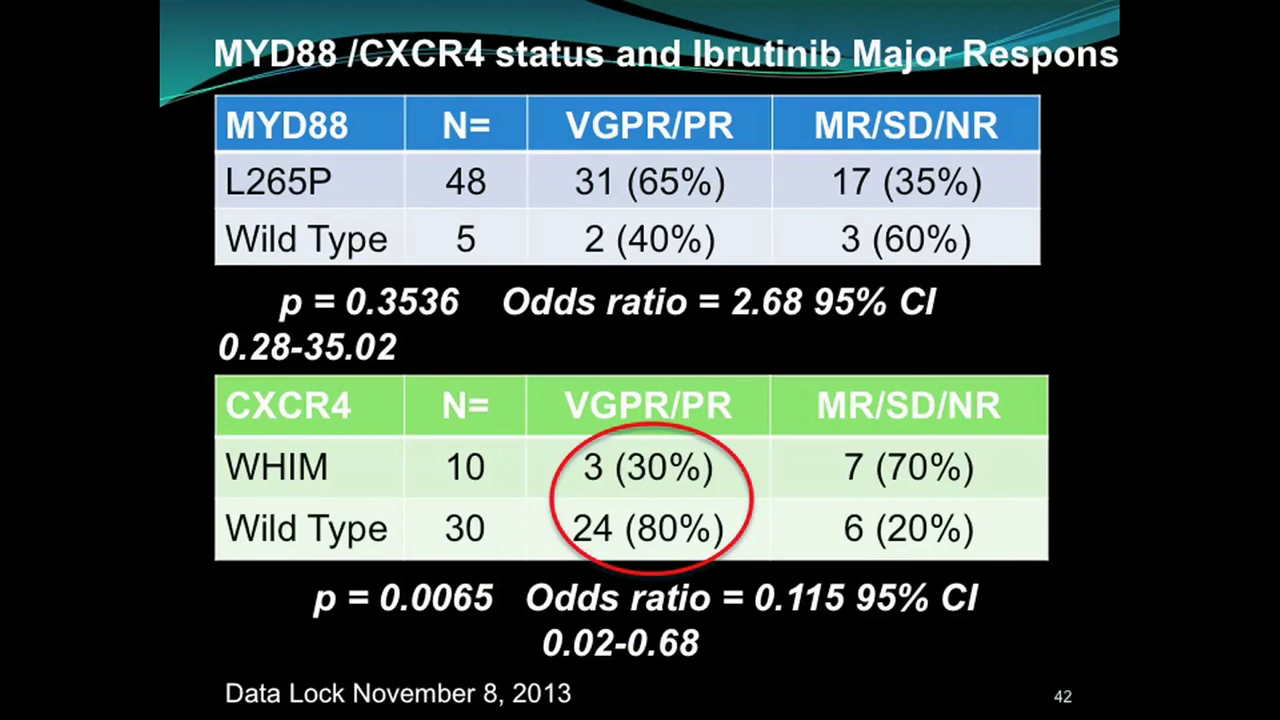 MYD88 /CXCR4 status and Ibrutinib Major Respons
MYD88 N= VGPR/PR MR/SD/NR
L265P 48 31 (65%) 17 (35%)
Wild Type 5 2 (40%) 3 (60%)
p = 0.3536 Odds ratio = 2.68 95% CI
0.28-35.02
CXCR4 N= VGPR/PR MR/SD/NR
WHIM 10 3 (30%) 7 (70%)
Wild Type 30 24 (80%) 6 (20%)
p = 0.0065 Odds ratio = 0.115 95% CI
0.02-0.68
Data Lock November 8, 2013 42